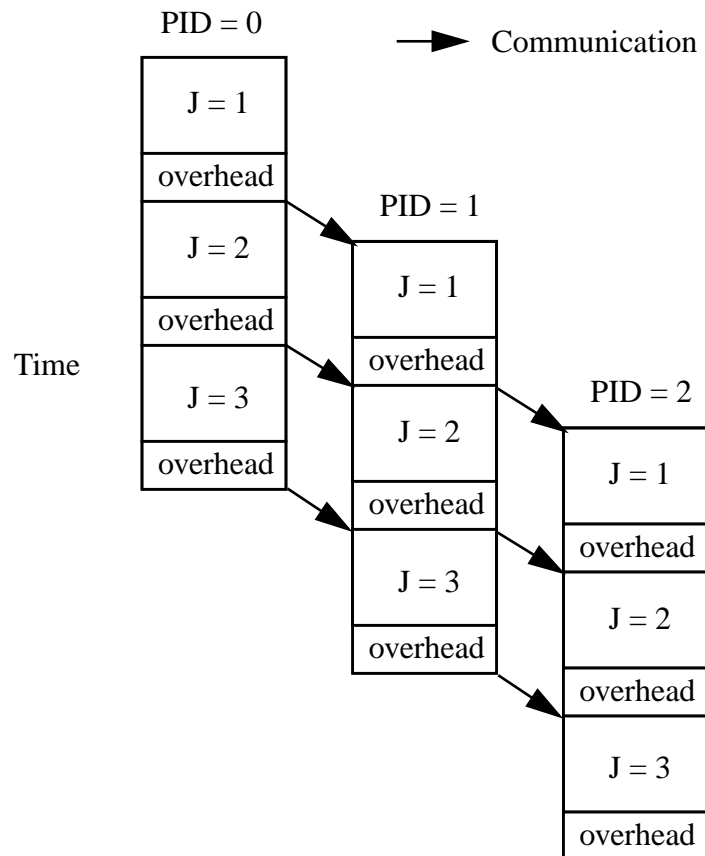 PID = 0
Communication
J = 1
overhead
PID = 1
J = 2
J = 1
overhead
overhead
Time
J = 3
PID = 2
J = 2
overhead
J = 1
overhead
overhead
J = 3
J = 2
overhead
overhead
J = 3
overhead